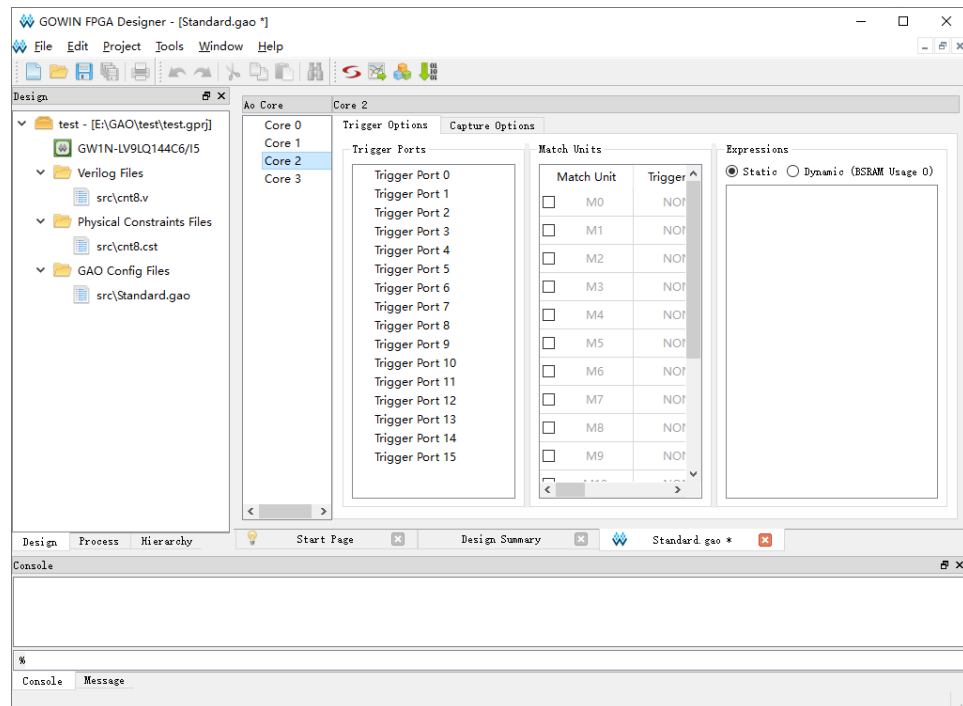 GOWIN FPGA Designer - [Standard.gao *]
File Edit Project Tools Window Help
Design
test - [E:\GAO\test\test.gprj]
GW1N-LV9LQ144C6/I5
Verilog Files
src\cnt8.v
Physical Constraints Files
src\cnt8.cst
GAO Config Files
src\Standard.gao
Design Process Hierarchy
Ao Core
Core 0
Core 1
Core 2
Core 3
Core 2
Trigger Options Capture Options
Trigger Ports
Trigger Port 0
Trigger Port 1
Trigger Port 2
Trigger Port 3
Trigger Port 4
Trigger Port 5
Trigger Port 6
Trigger Port 7
Trigger Port 8
Trigger Port 9
Trigger Port 10
Trigger Port 11
Trigger Port 12
Trigger Port 13
Trigger Port 14
Trigger Port 15
Match Units
Match Unit Trigger
M0
M1
M2
M3
M4
M5
M6
M7
M8
M9
Expressions
Static Dynamic (BSRAM Usage 0)
Start Page Design Summary Standard.gao *
Console
%
Console Message